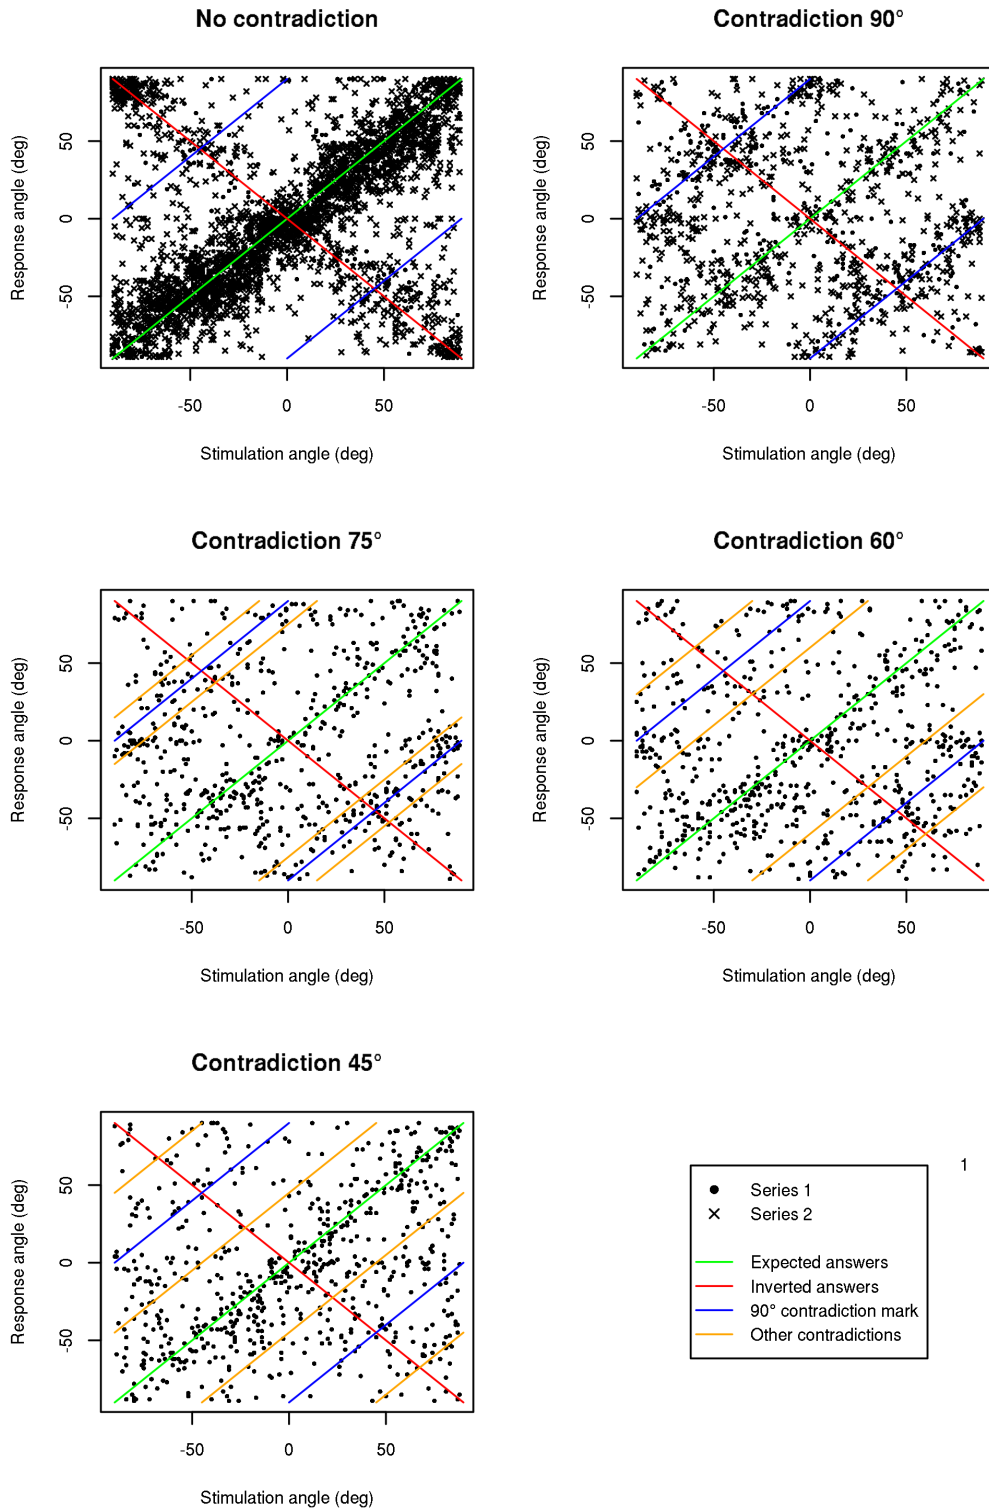 No contradiction
Contradiction 90°
Response angle (deg)
50
0
-50
-50 0 50
Stimulation angle (deg)
Response angle (deg)
50
0
-50
-50 0 50
Stimulation angle (deg)
Contradiction 75°
Contradiction 60°
Response angle (deg)
50
0
-50
-50 0 50
Stimulation angle (deg)
Response angle (deg)
50
0
-50
-50 0 50
Stimulation angle (deg)
Contradiction 45°
Response angle (deg)
50
0
-50
-50 0 50
Stimulation angle (deg)
1
Series 1
Series 2
Expected answers
Inverted answers
90° contradiction mark
Other contradictions